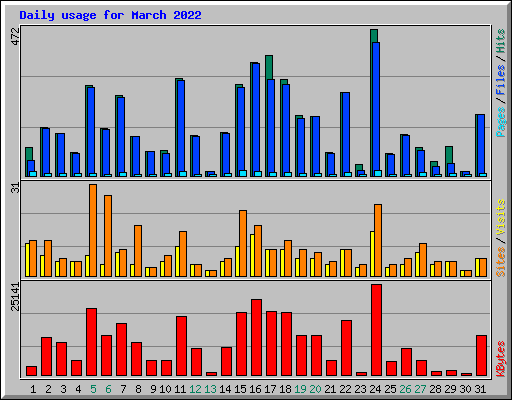 Daily usage for March 2022
472
Pages / Files / Hits
31
Sites / Visits
25141
KBytes
1 2 3 4 5 6 7 8 9 10 11 12 13 14 15 16 17 18 19 20 21 22 23 24 25 26 27 28 29 30 31